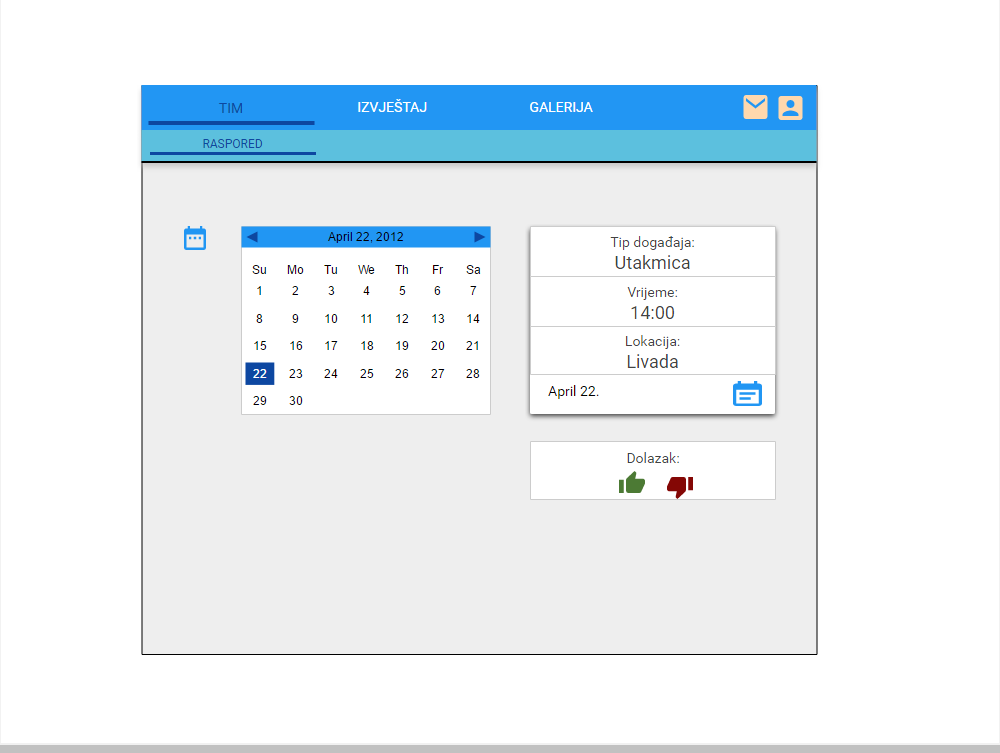 TIM IZVJEŠTAJ GALERIJA
RASPORED
April 22, 2012
Su Mo Tu We Th Fr Sa
1 2 3 4 5 6 7
8 9 10 11 12 13 14
15 16 17 18 19 20 21
22 23 24 25 26 27 28
29 30
Tip događaja:
Utakmica
Vrijeme:
14:00
Lokacija:
Livada
April 22.
Dolazak: